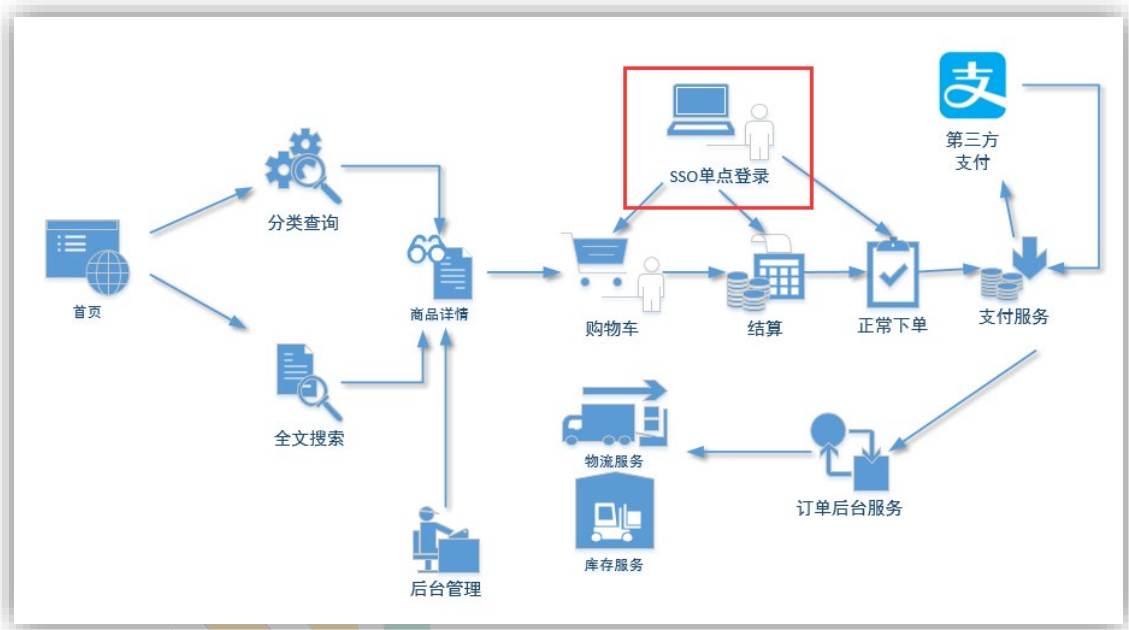 支
第三方
支付
SSO单点登录
分类查询
首页
商品详情
购物车
结算
正常下单
支付服务
全文搜索
物流服务
订单后台服务
库存服务
后台管理